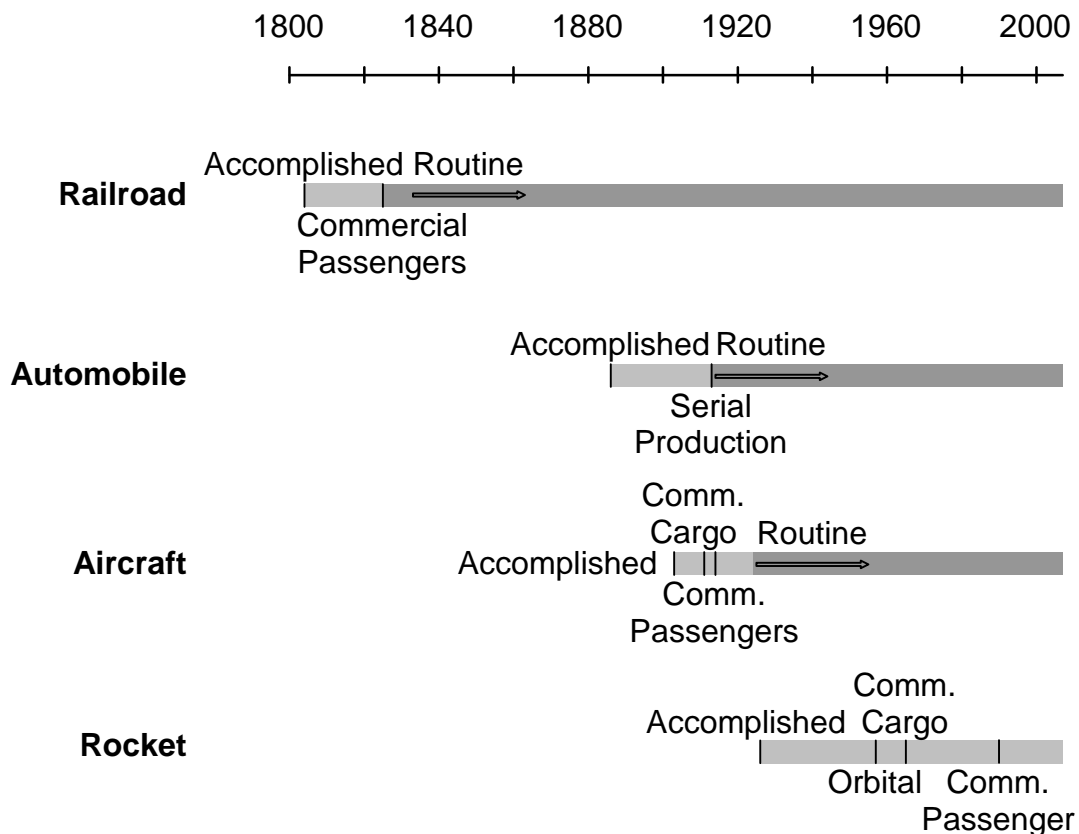 1800 1840 1880 1920 1960 2000
Accomplished Routine
Railroad
Commercial
Passengers
Accomplished Routine
Automobile
Serial
Production
Comm.
Cargo Routine
Aircraft Accomplished
Comm.
Passengers
Comm.
Accomplished Cargo
Rocket
Orbital Comm.
Passenger